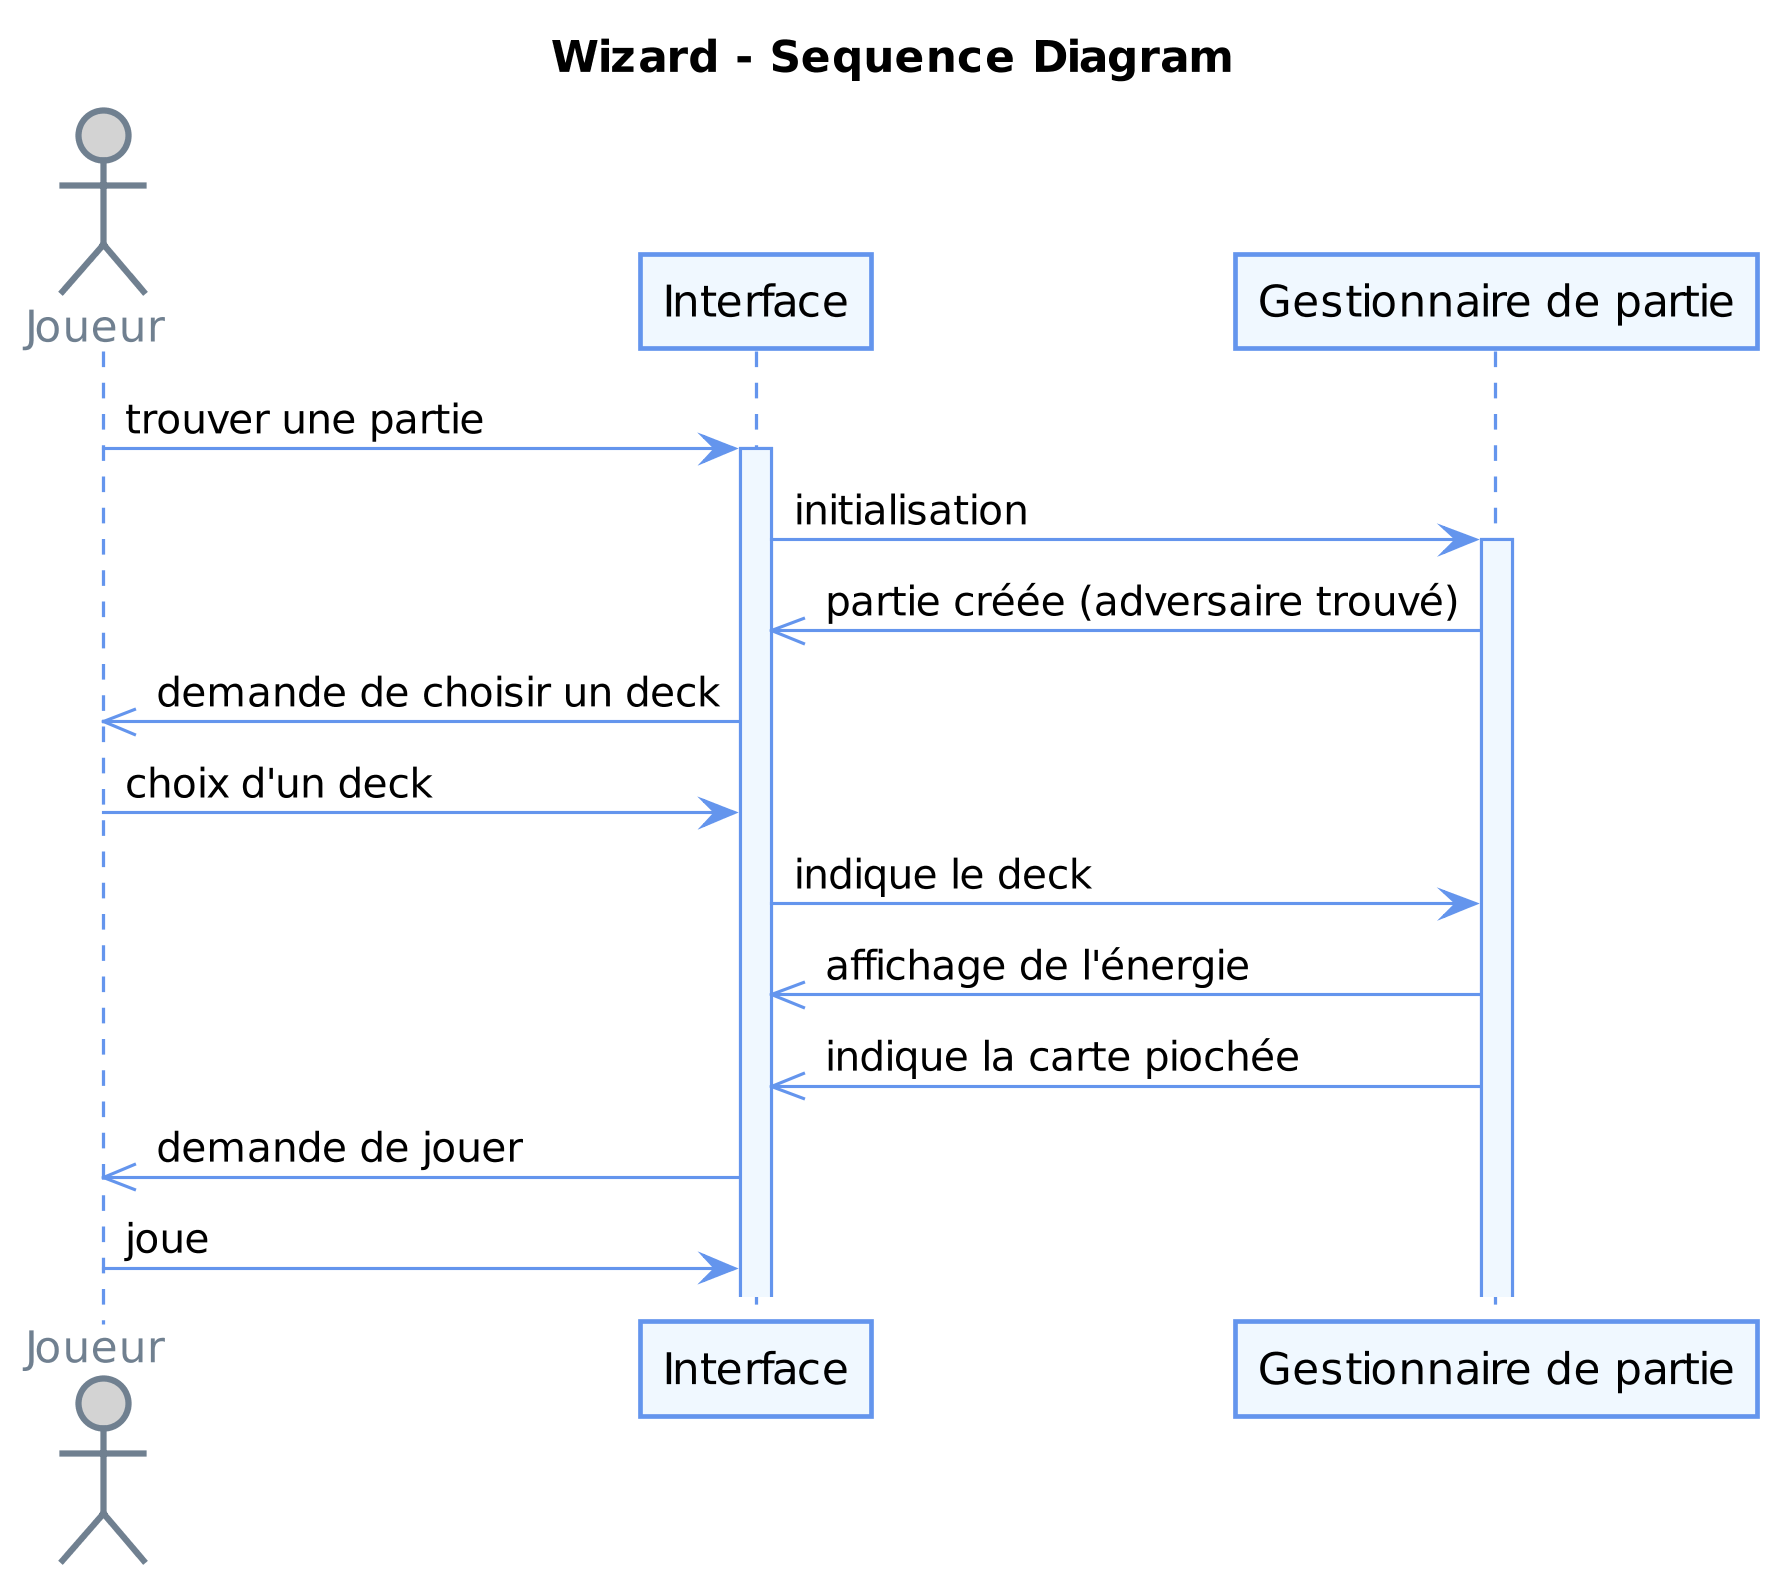 Wizard - Sequence Diagram
Joueur
Interface
Gestionnaire de partie
trouver une partie
initialisation
partie créée (adversaire trouvé)
demande de choisir un deck
choix d'un deck
indique le deck
affichage de l'énergie
indique la carte piochée
demande de jouer
joue
Joueur
Interface
Gestionnaire de partie